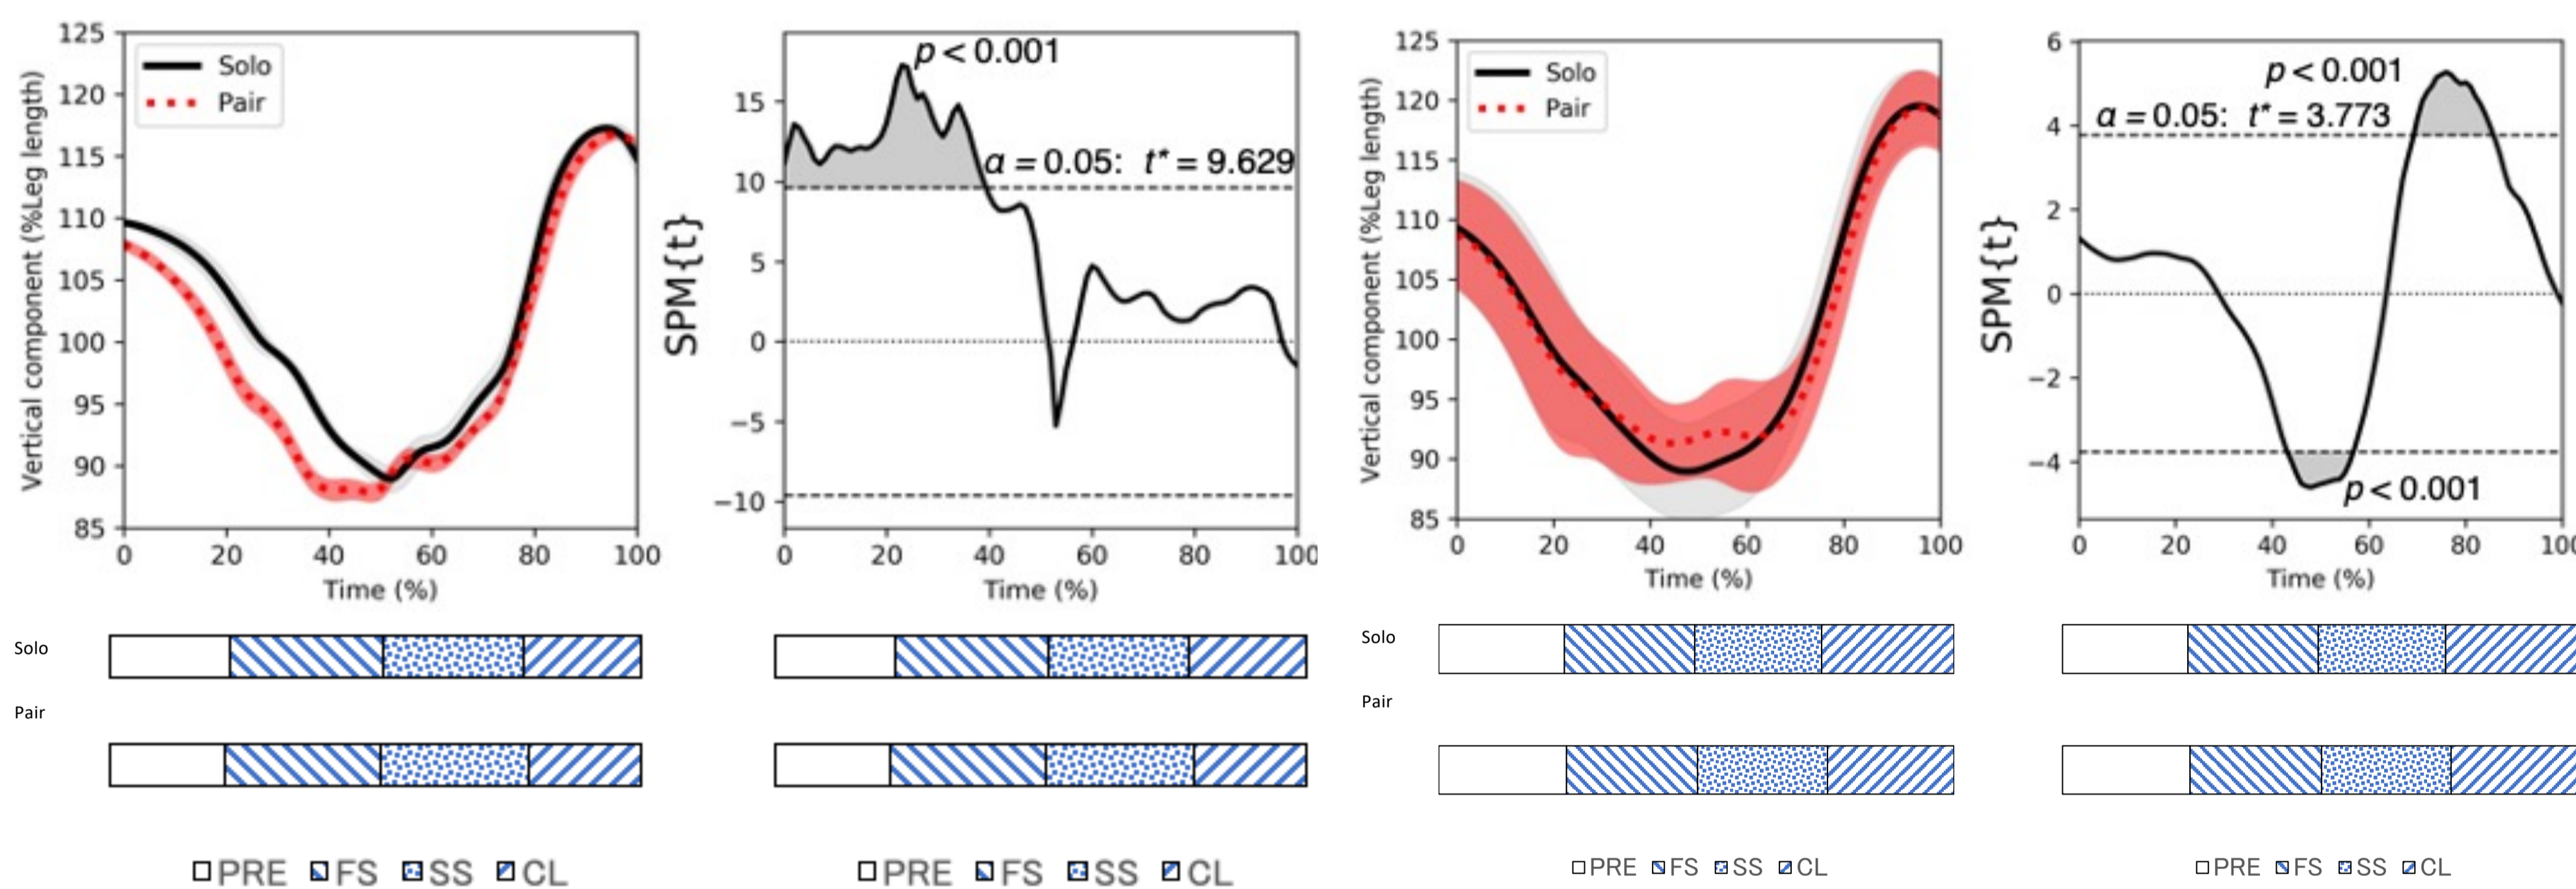 125
120
115
110
105
100
95
90
85
Vertical component (%Leg length)
Solo
Pair
0 20 40 60 80 100
Time (%)
p < 0.001
α = 0.05: t* = 9.629
15
10
5
0
−5
−10
SPM{t}
0 20 40 60 80 100
Time (%)
125
120
115
110
105
100
95
90
85
Vertical component (%Leg length)
Solo
Pair
0 20 40 60 80 100
Time (%)
p < 0.001
α = 0.05: t* = 3.773
6
4
2
0
−2
−4
SPM{t}
p < 0.001
0 20 40 60 80 100
Time (%)
Solo
Pair
Solo
Pair
PRE FS SS CL
PRE FS SS CL
PRE FS SS CL
PRE FS SS CL